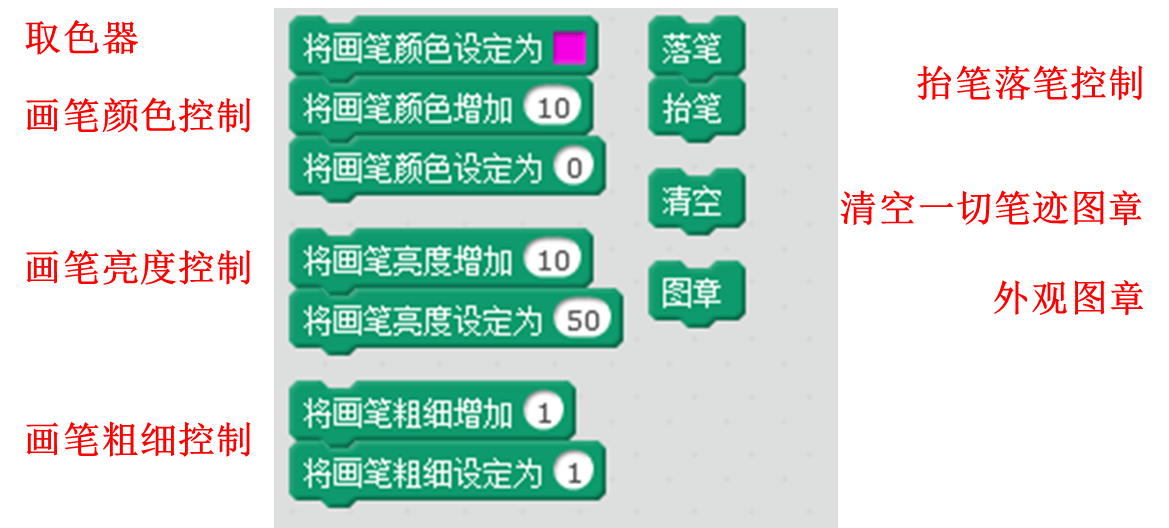 取色器
画笔颜色控制
画笔亮度控制
画笔粗细控制
将画笔颜色设定为
将画笔颜色增加 10
将画笔颜色设定为 0
将画笔亮度增加 10
将画笔亮度设定为 50
将画笔粗细增加 1
将画笔粗细设定为 1
落笔
抬笔
清空
图章
抬笔落笔控制
清空一切笔迹图章
外观图章